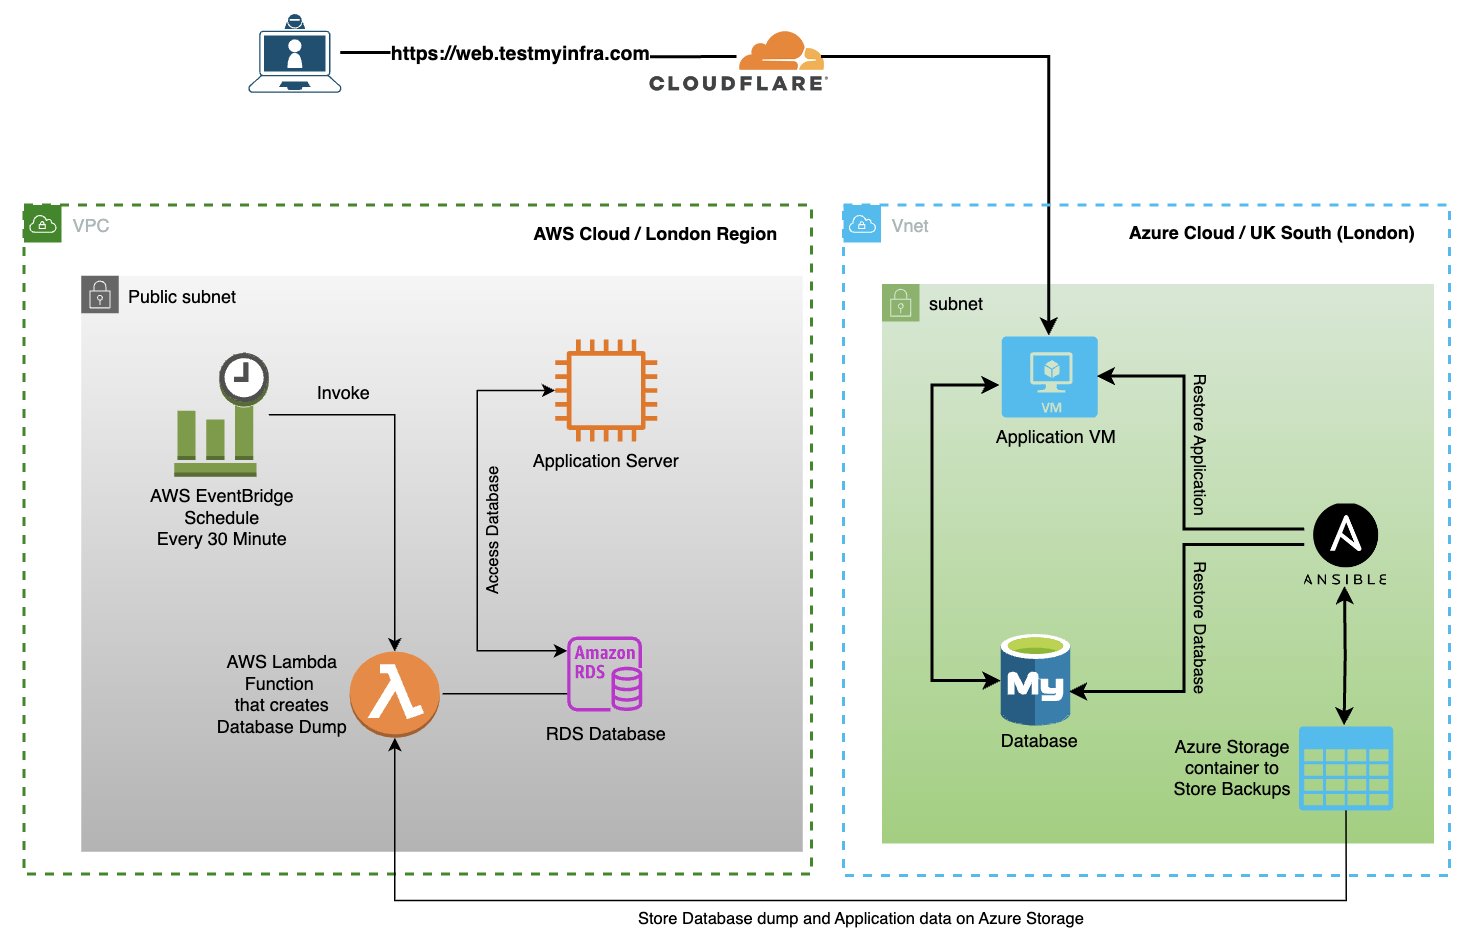 https://web.testmyinfra.com
CLOUDFLARE
VPC
AWS Cloud / London Region
Public subnet
Invoke
AWS EventBridge
Schedule
Every 30 Minute
Application Server
Access Database
AWS Lambda
Function
that creates
Database Dump
Amazon
RDS
RDS Database
Vnet
Azure Cloud / UK South (London)
subnet
VM
Application VM
Restore Application
ANSIBLE
Restore Database
My
Database
Azure Storage
container to
Store Backups
Store Database dump and Application data on Azure Storage